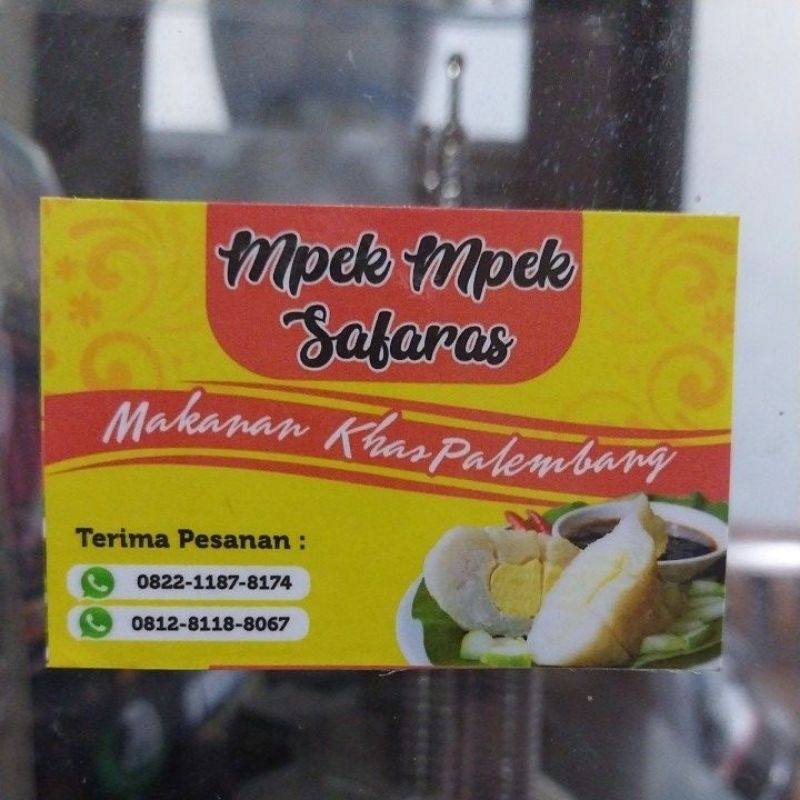 Mpek Mpek
Safaras
Makanan Khas Palembang
Terima Pesanan :
0822-1187-8174
0812-8118-8067